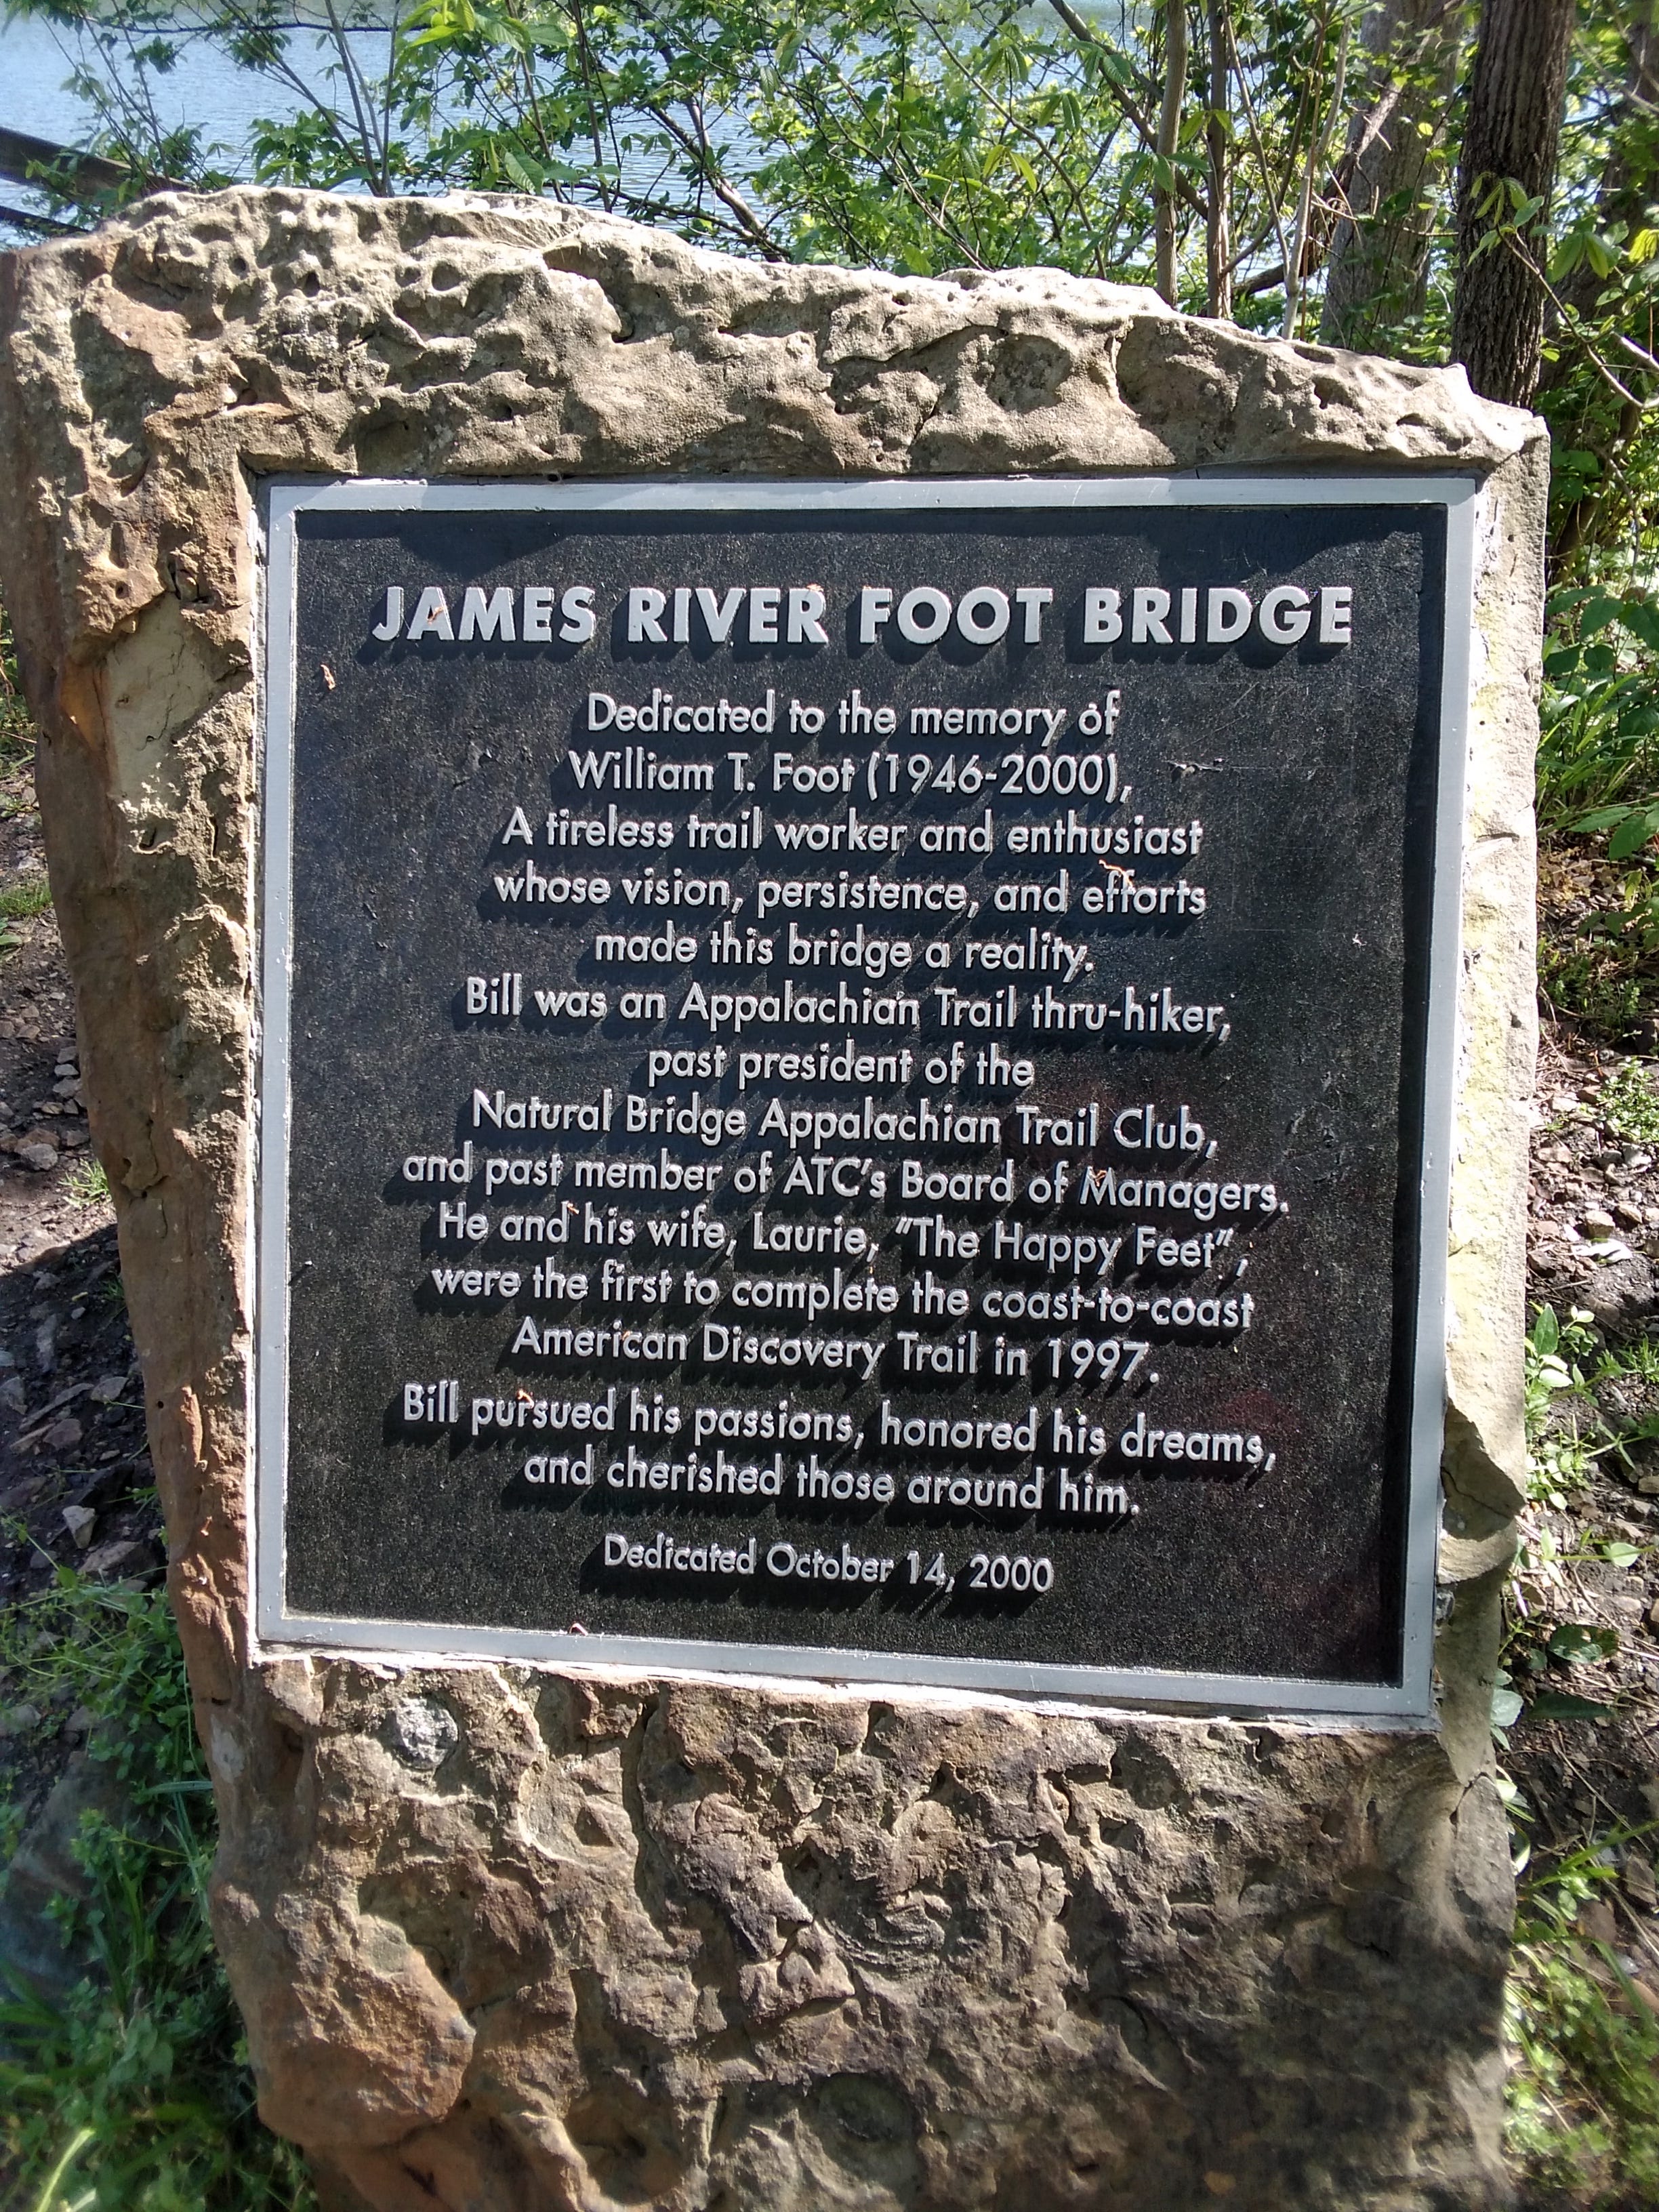 JAMES RIVER FOOT BRIDGE
Dedicated to the memory of
William T. Foot (1946-2000),
A tireless trail worker and enthusiast
whose vision, persistence, and efforts
made this bridge a reality.
Bill was an Appalachian Trail thru-hiker,
past president of the
Natural Bridge Appalachian Trail Club,
and past member of ATC's Board of Managers.
He and his wife, Laurie, "The Happy Feet",
were the first to complete the coast-to-coast
American Discovery Trail in 1997.
Bill pursued his passions, honored his dreams,
and cherished those around him.
Dedicated October 14, 2000